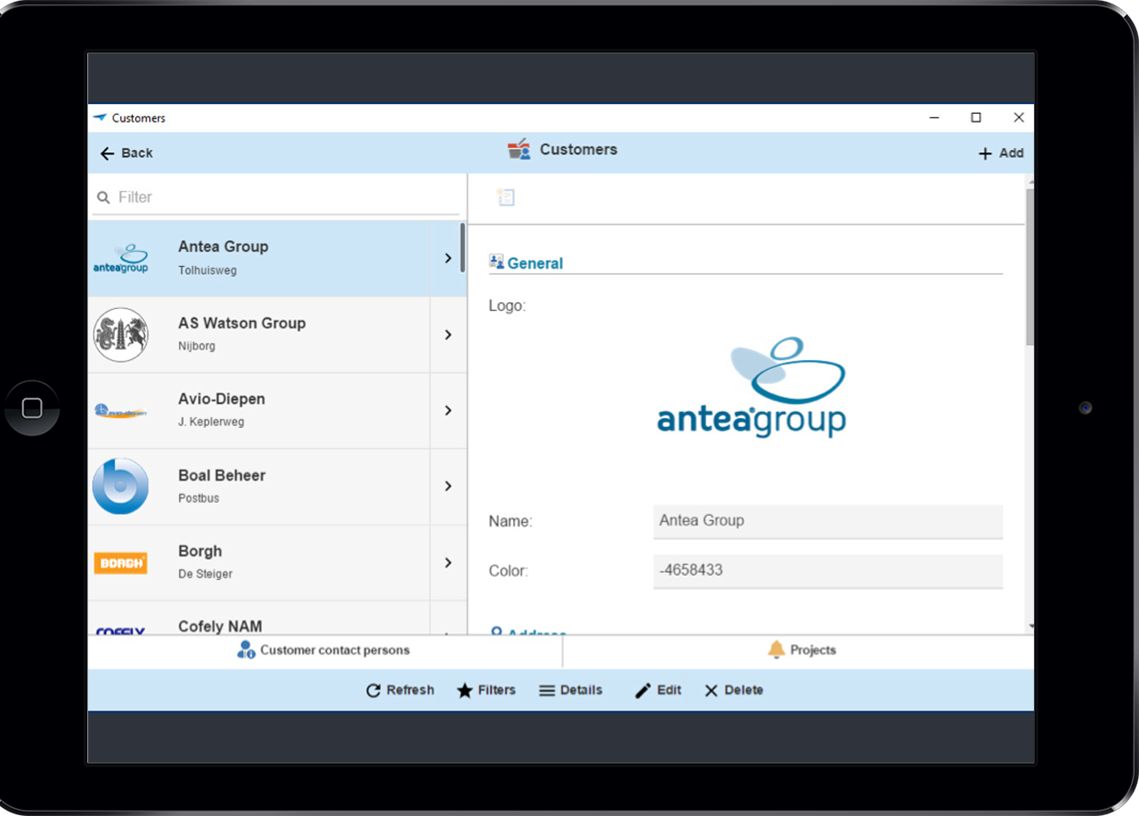 Customers
Back
Customers
Add
Filter
anteagroup
Antea Group
Tolhuisweg
AS Watson Group
Nijborg
Avio-Diepen
J. Keplerweg
Boal Beheer
Postbus
BORGH
Borgh
De Steiger
COFELY
Cofely NAM
General
Logo:
anteagroup
Name:
Antea Group
Color:
-4658433
Address
Customer contact persons
Projects
Refresh
Filters
Details
Edit
Delete